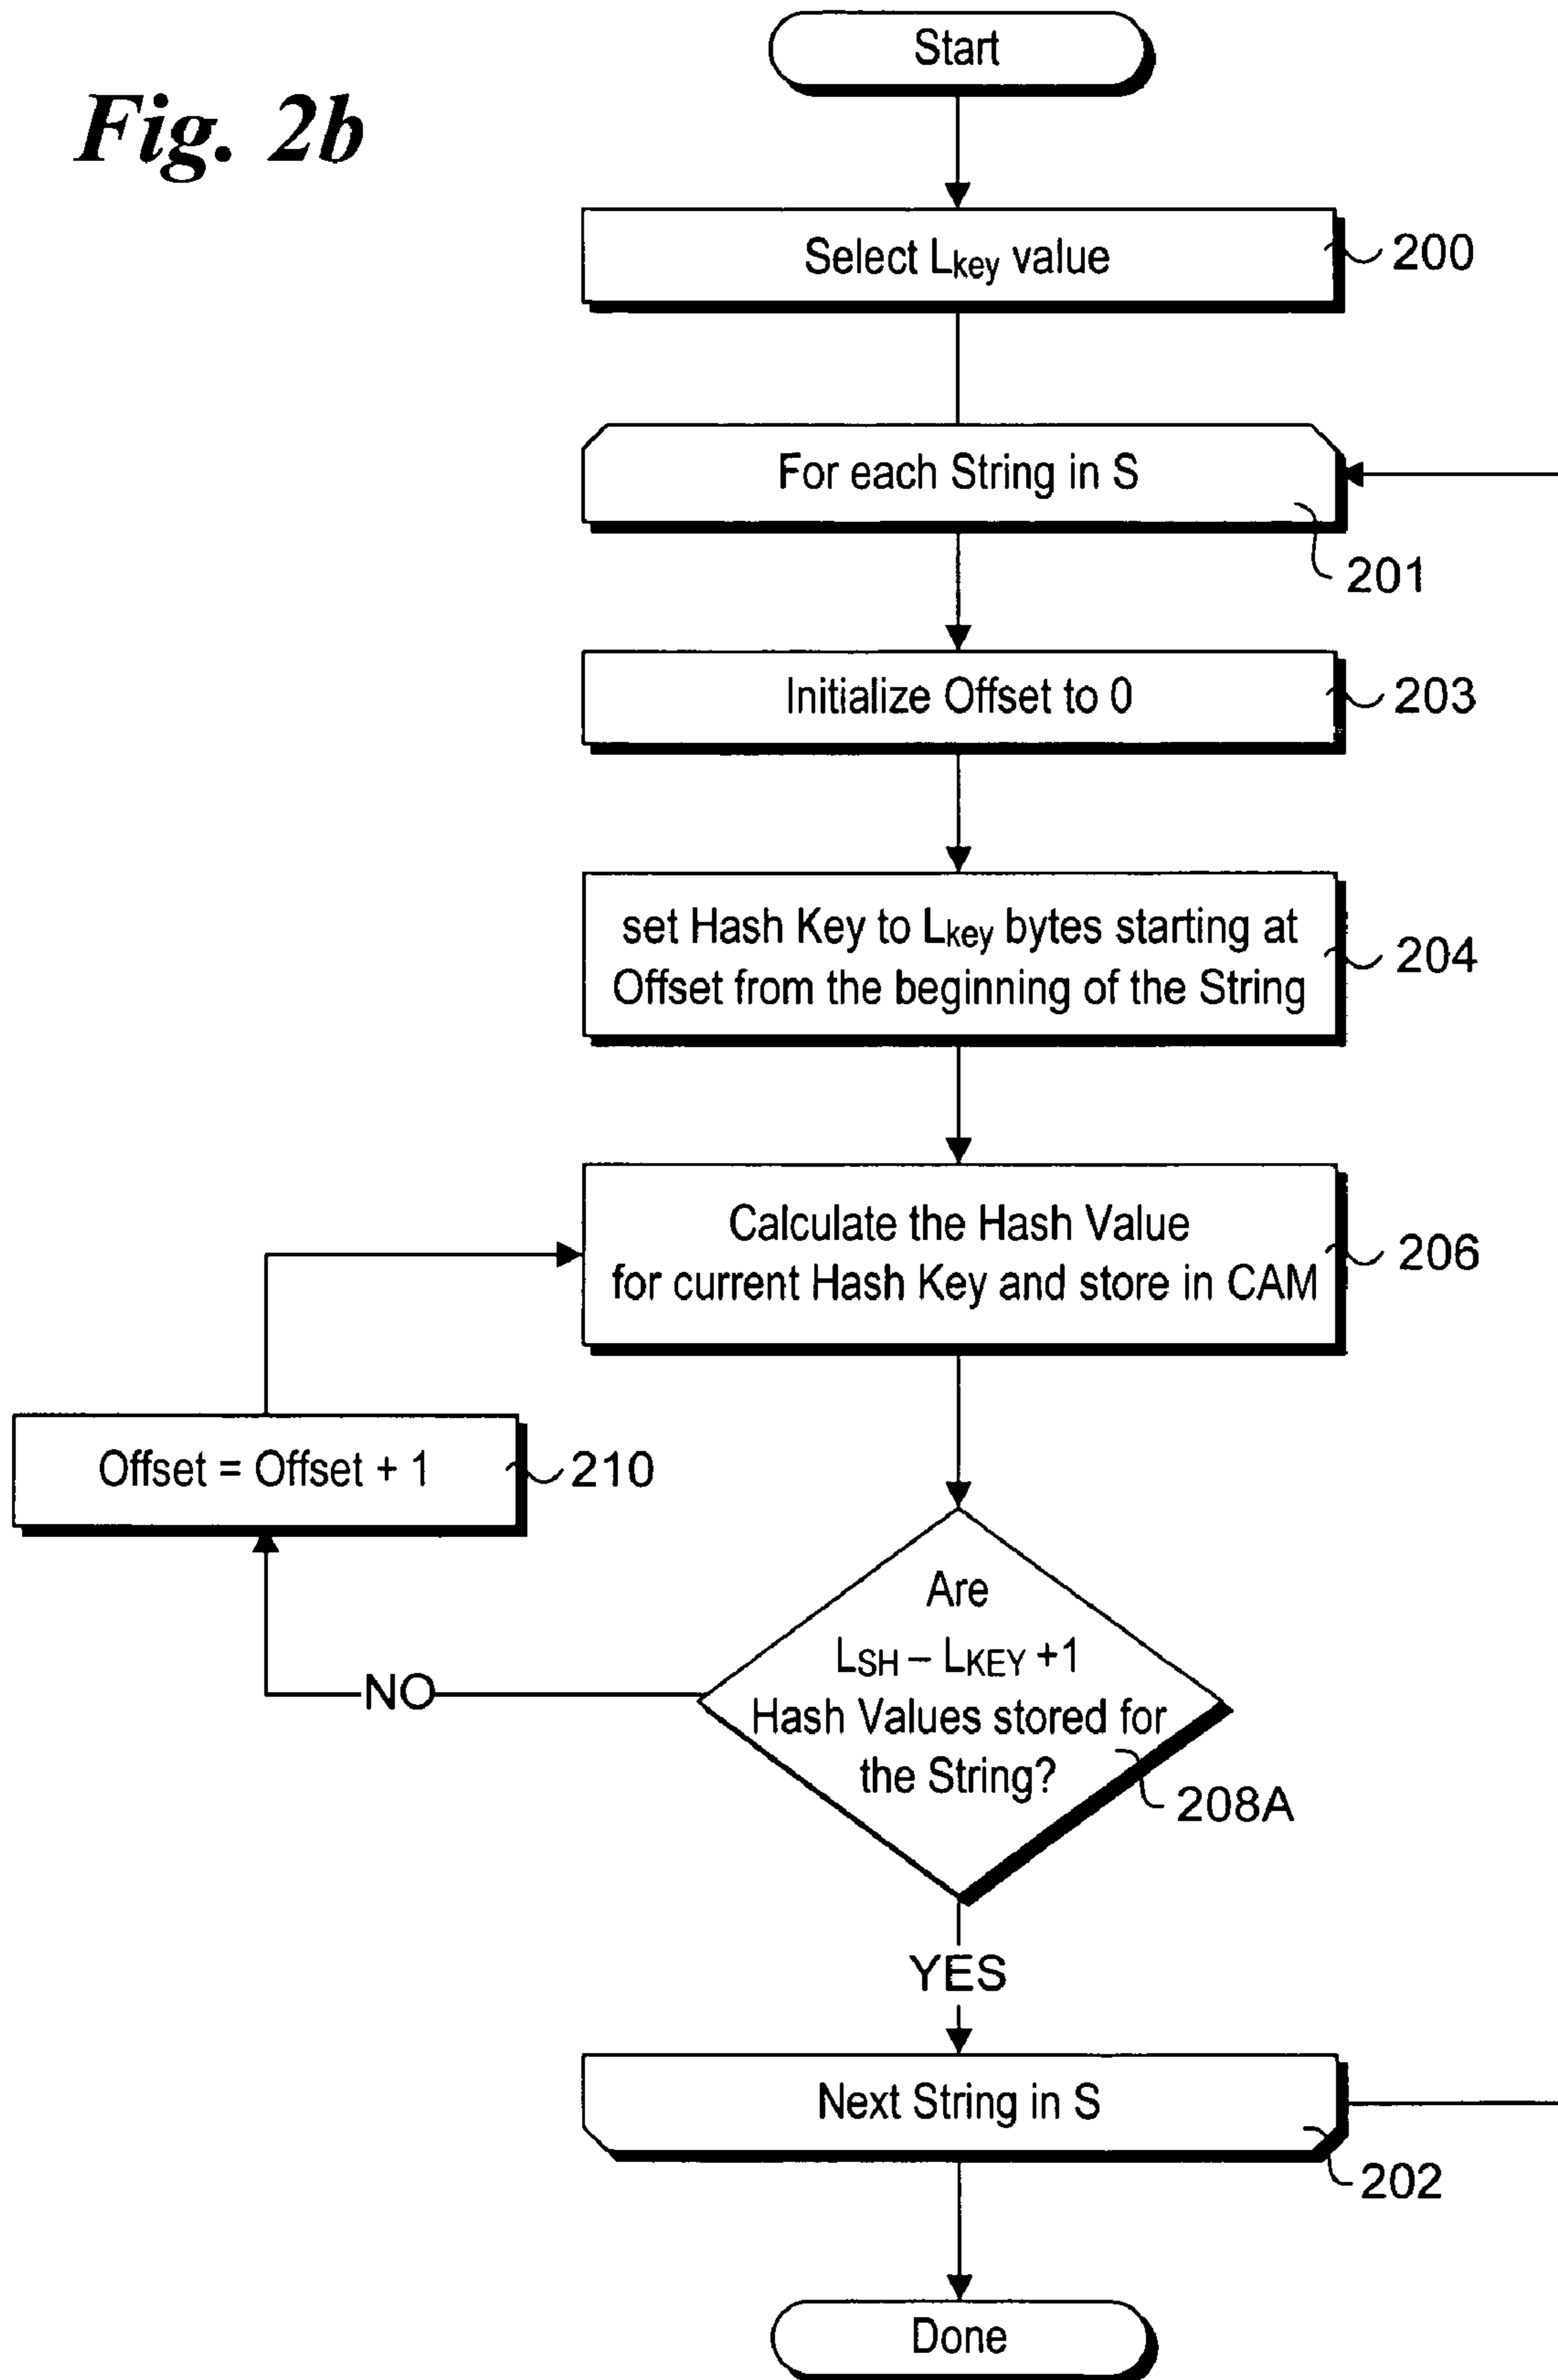 Fig. 2b
Start
Select Lkey value
200
For each String in S
201
Initialize Offset to 0
203
set Hash Key to Lkey bytes starting at
Offset from the beginning of the String
204
Calculate the Hash Value
for current Hash Key and store in CAM
206
Offset = Offset + 1
210
Are
LSH – LKEY +1
Hash Values stored for
the String?
208A
NO
YES
Next String in S
202
Done